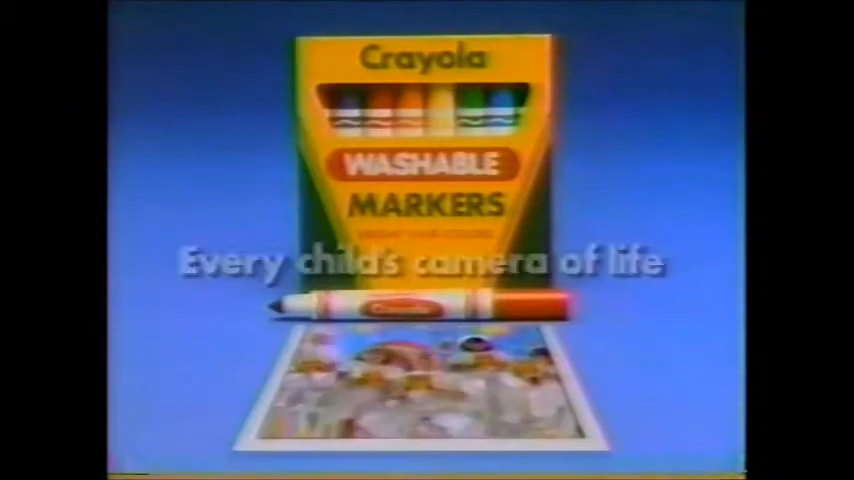 Crayola
WASHABLE
MARKERS
Every child's camera of life
Crayola